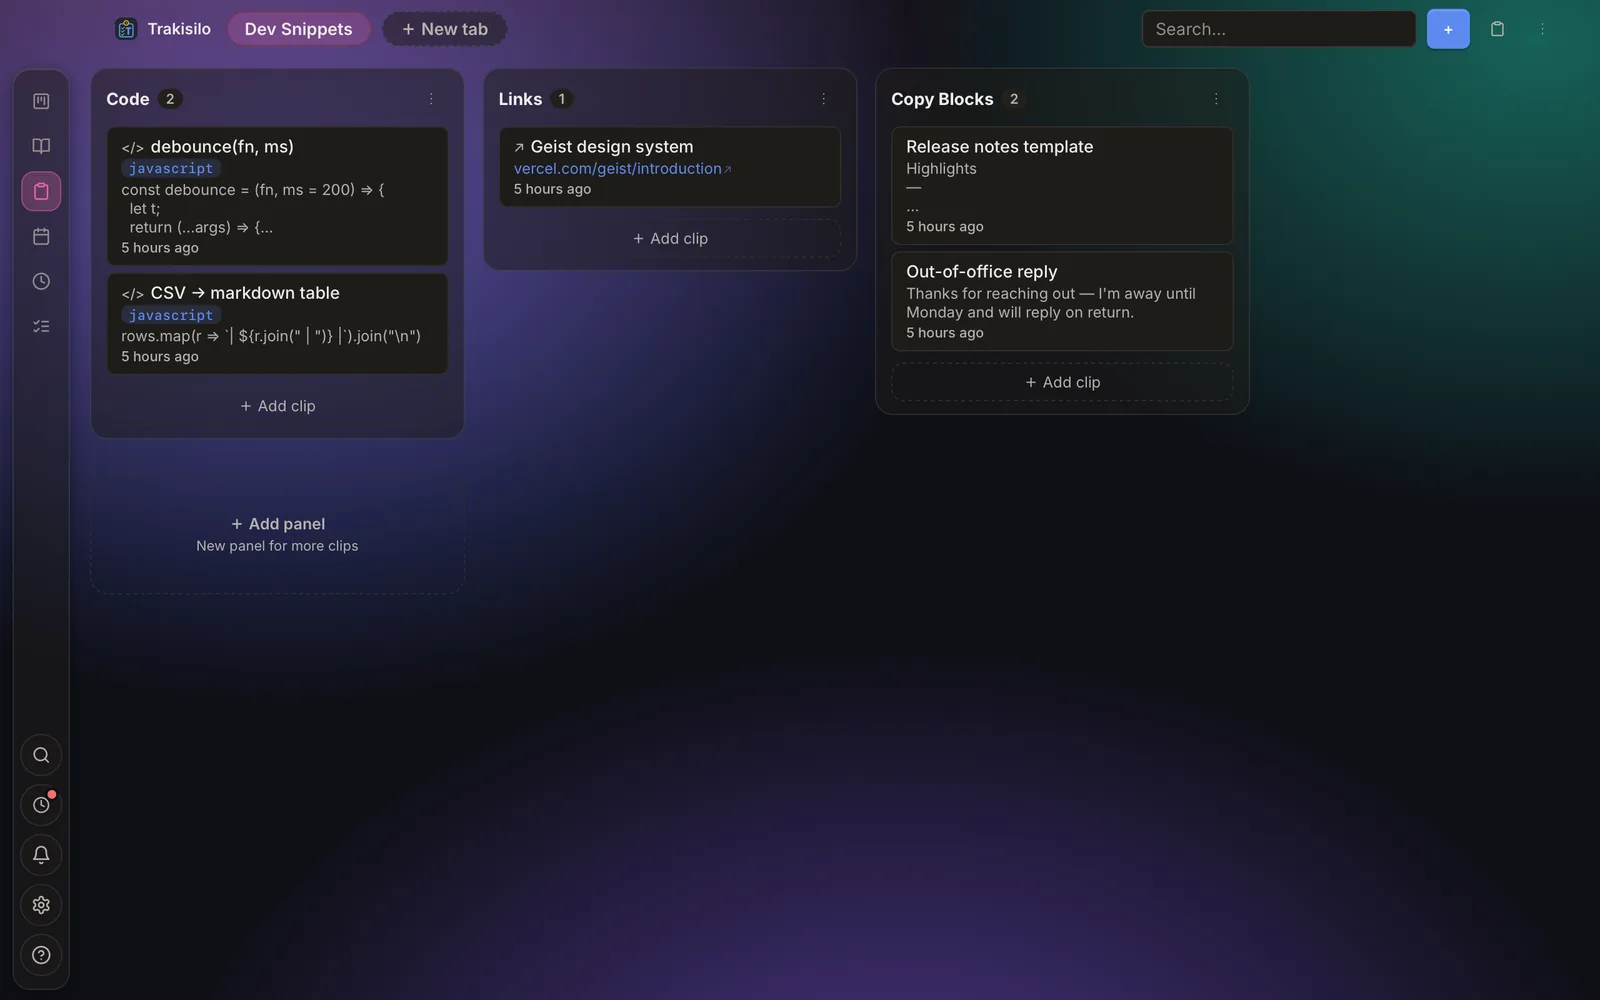 Trakisilo
Dev Snippets
+ New tab
Search...
+
Code 2
</> debounce(fn, ms)
javascript
const debounce = (fn, ms = 200) => {
let t;
return (...args) => {...
5 hours ago
</> CSV → markdown table
javascript
rows.map(r => `| ${r.join(" | ")} |`).join("\n")
5 hours ago
+ Add clip
+ Add panel
New panel for more clips
Links 1
↗ Geist design system
vercel.com/geist/introduction↗
5 hours ago
+ Add clip
Copy Blocks 2
Release notes template
Highlights
—
...
5 hours ago
Out-of-office reply
Thanks for reaching out — I'm away until
Monday and will reply on return.
5 hours ago
+ Add clip